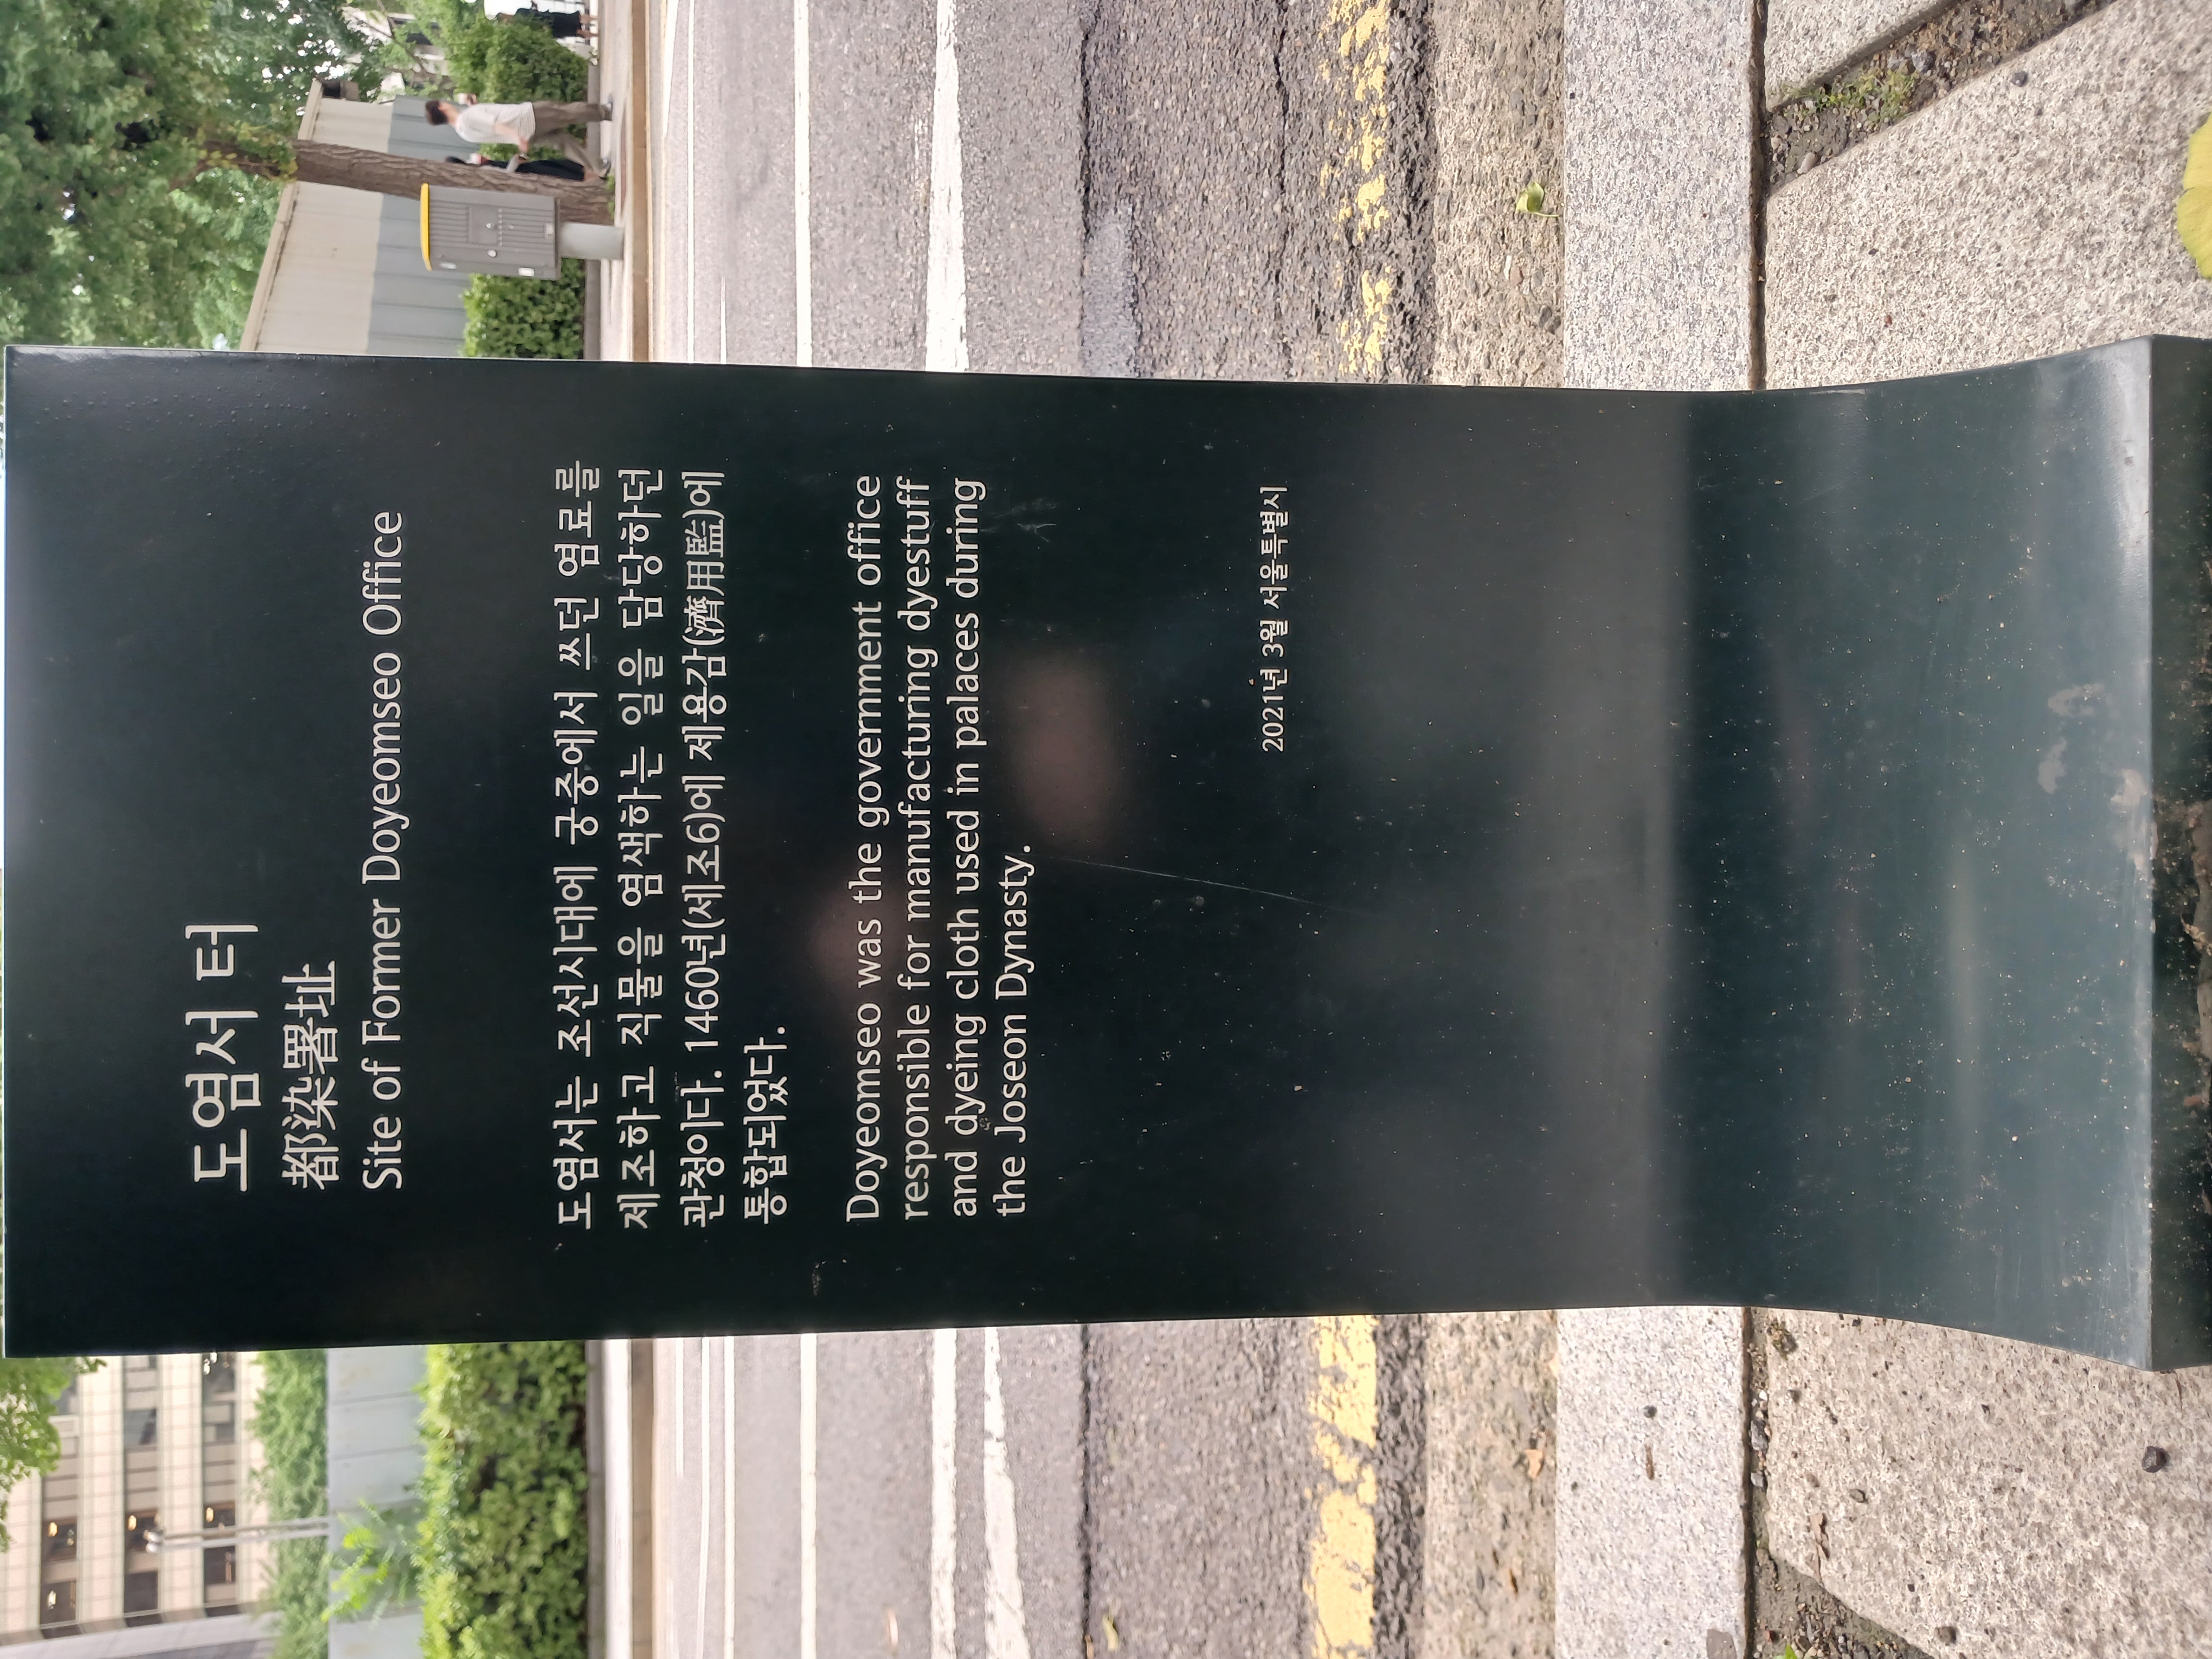 도염서 터
都染署址
Site of Former Doyeomseo Office
도염서는 조선시대에 궁중에서 쓰던 염료를
제조하고 직물을 염색하는 일을 담당하던
관청이다. 1460년(세조6)에 제용감(濟用監)에
통합되었다.
Doyeomseo was the government office
responsible for manufacturing dyestuff
and dyeing cloth used in palaces during
the Joseon Dynasty.
2021년 3월 서울특별시